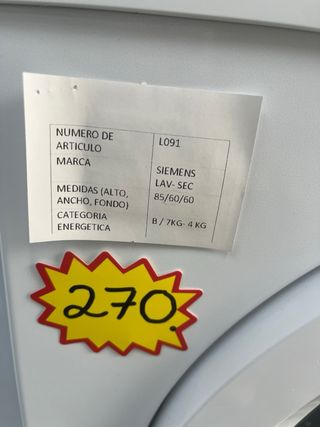 NUMERO DE ARTICULO L091
MARCA SIEMENS
LAV- SEC
MEDIDAS (ALTO, ANCHO, FONDO) 85/60/60
CATEGORIA ENERGETICA B / 7KG- 4 KG
270